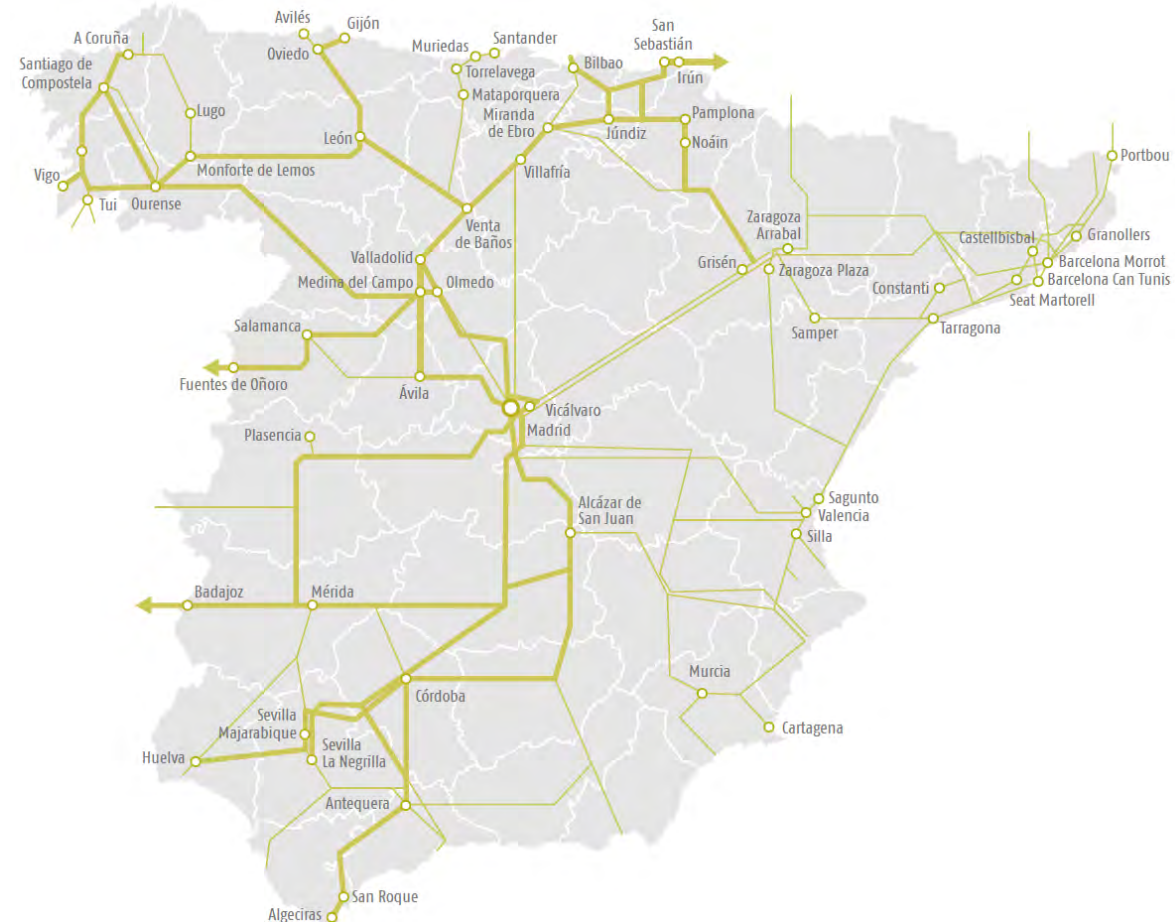 Avilés
Gijón
A Coruña
Oviedo
Muriedas
Santander
San
Sebastián
Santiago de
Compostela
Torrelavega
Bilbao
Irún
Mataporquera
Lugo
Miranda
de Ebro
Júndiz
Pamplona
León
Noáin
Portbou
Monforte de Lemos
Villafría
Vigo
Tui
Ourense
Venta
de Baños
Zaragoza
Arrabal
Castellbisbal
Granollers
Valladolid
Grisén
Zaragoza Plaza
Barcelona Morrot
Medina del Campo
Olmedo
Constanti
Barcelona Can Tunis
Seat Martorell
Salamanca
Samper
Tarragona
Fuentes de Oñoro
Ávila
Vicálvaro
Madrid
Plasencia
Sagunto
Alcázar de
San Juan
Valencia
Silla
Badajoz
Mérida
Murcia
Córdoba
Sevilla
Majarabique
Cartagena
Huelva
Sevilla
La Negrilla
Antequera
San Roque
Algeciras